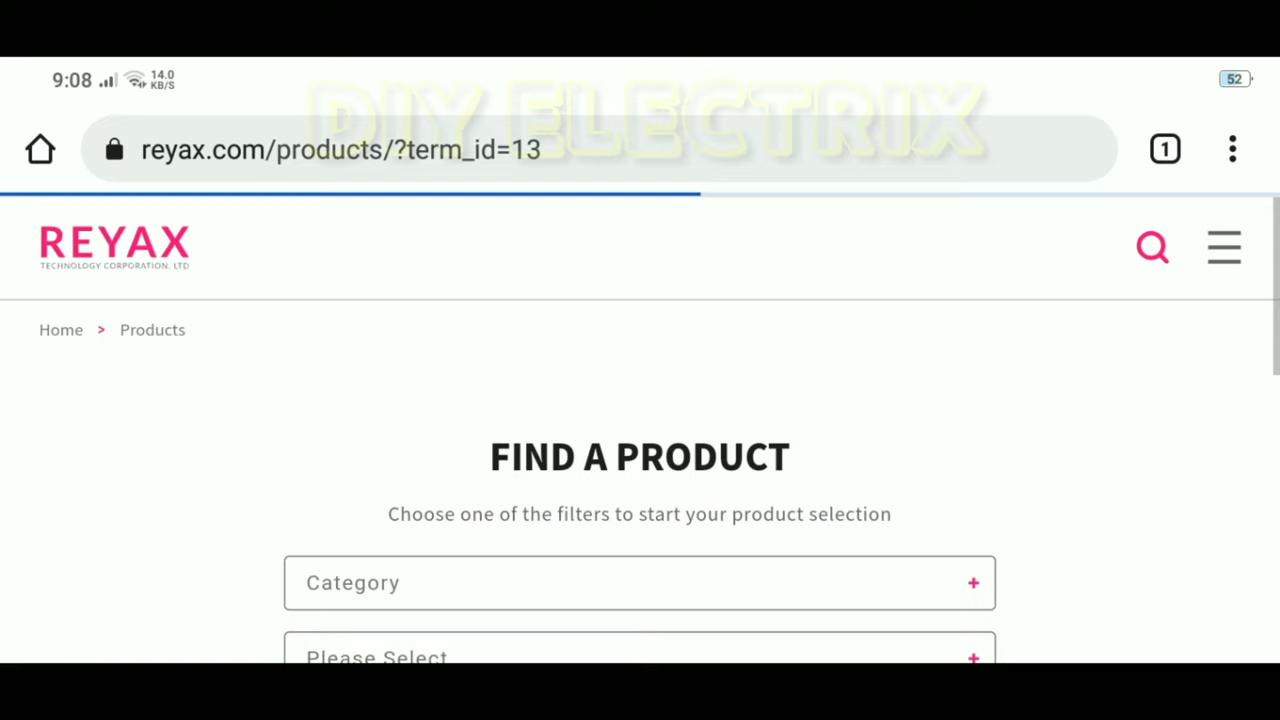 9:08
14.0
KB/S
52
DIY ELECTRIX
reyax.com/products/?term_id=13
1
REYAX
TECHNOLOGY CORPORATION. LTD
Home > Products
FIND A PRODUCT
Choose one of the filters to start your product selection
Category +
Please Select +